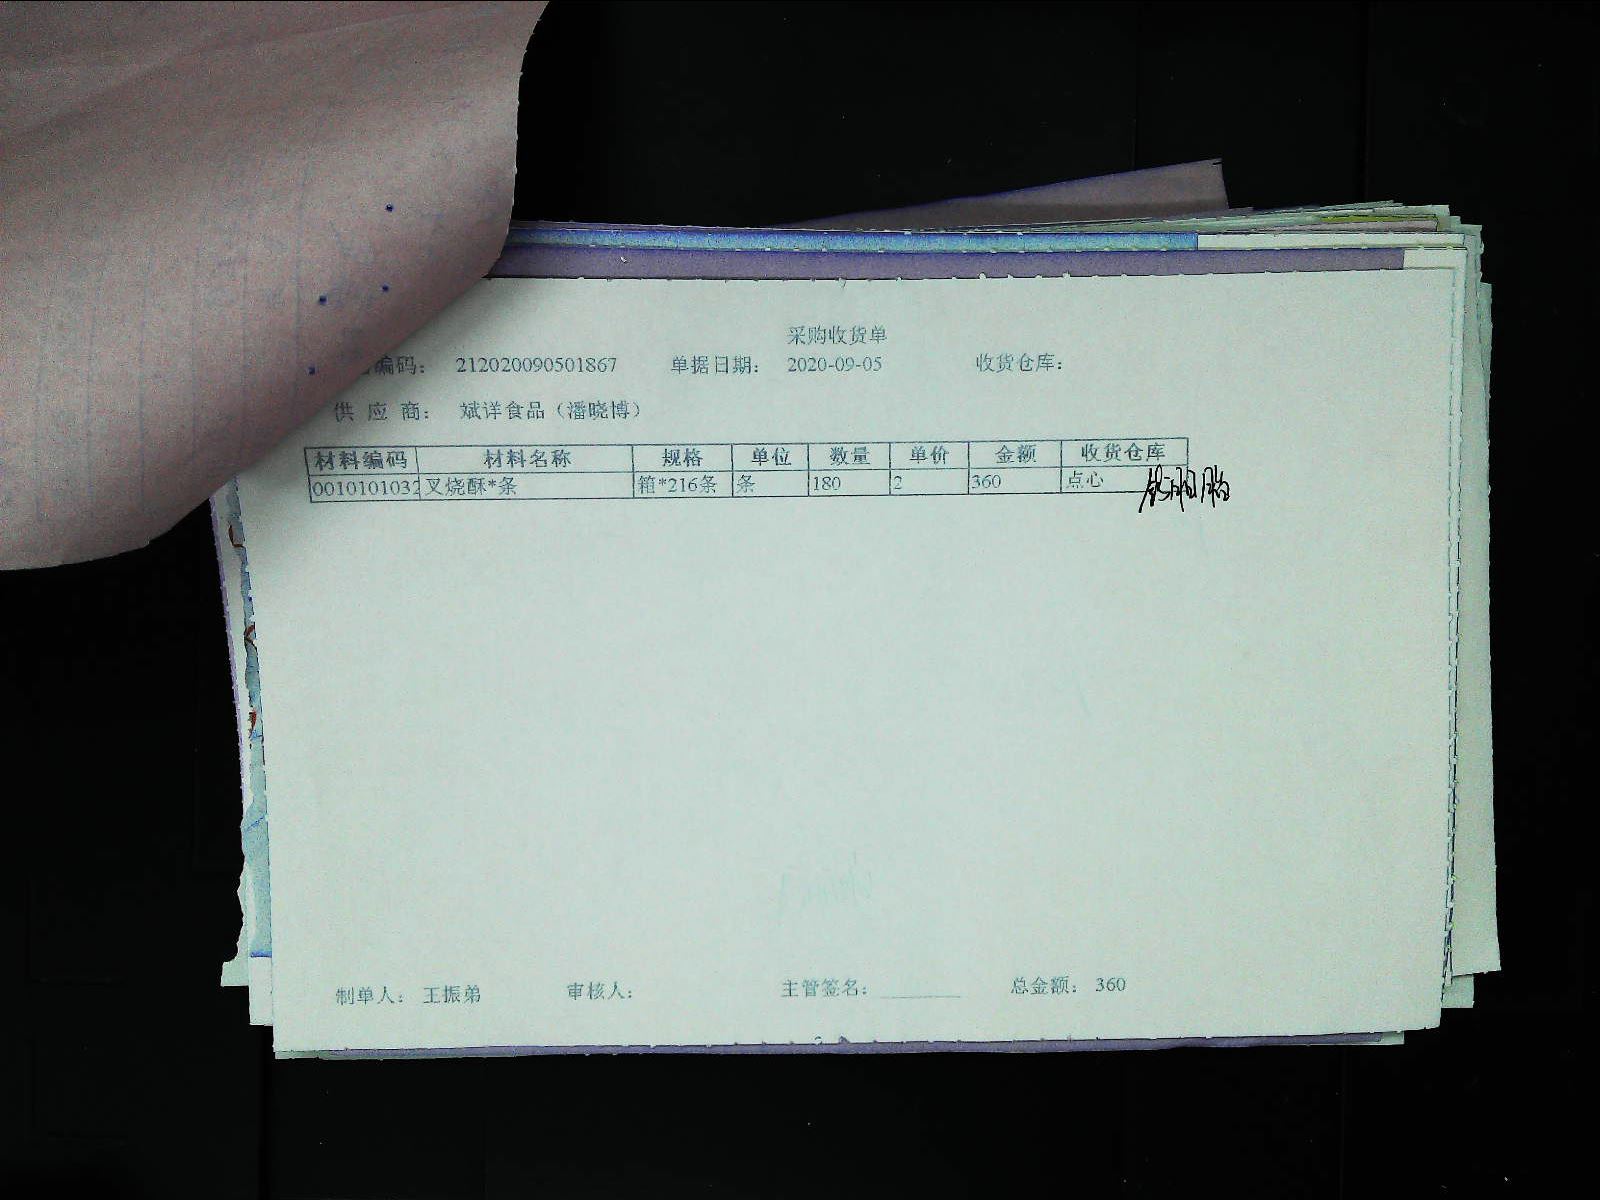 采购收货单
编码： 212020090501867 单据日期： 2020-09-05 收货仓库：
供 应 商： 斌洋食品（潘晓博）
材料编码 材料名称 规格 单位 数量 单价 金额 收货仓库
0010101032 叉烧酥*条 箱*216条 条 180 2 360 点心
制单人： 王振弟 审核人： 主管签名： 总金额： 360